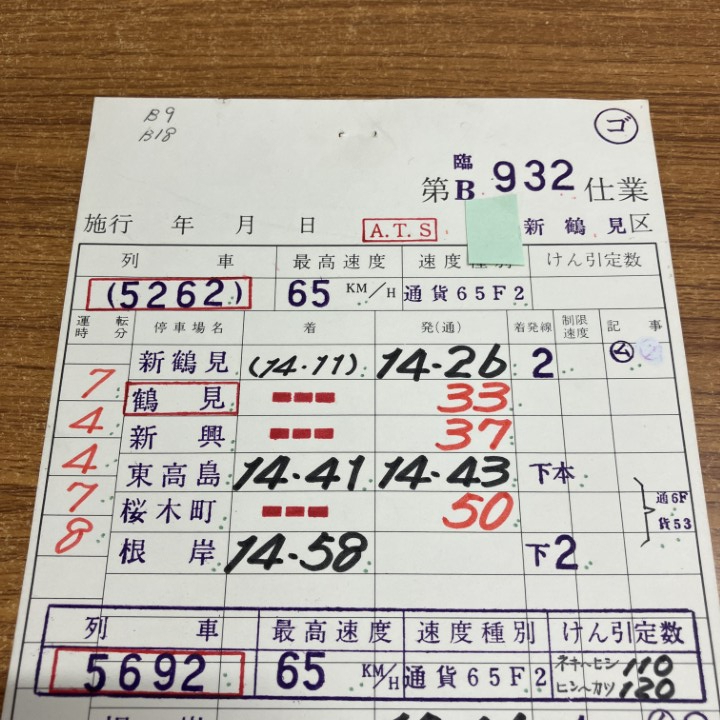 B9
B18
ゴ
臨
第B 932 仕業
施行 年 月 日 A.T.S 新鶴見区
列車 最高速度 速度種別 けん引定数
(5262) 65 KM/H 通貨65F2
運転時分 停車場名 着 発(通) 着発線 制限速度 記事
新鶴見 (14.11) 14-26 2 ム
7
鶴見 33
4
新興 37
4
東高島 14-41 14-43 下本
7
桜木町 50
通6F
貨53
8
根岸 14-58 下2
列車 最高速度 速度種別 けん引定数
5692 65 KM/H 通貨65F2 ネキ〜ヒシ 110
ヒシ〜カツ 120